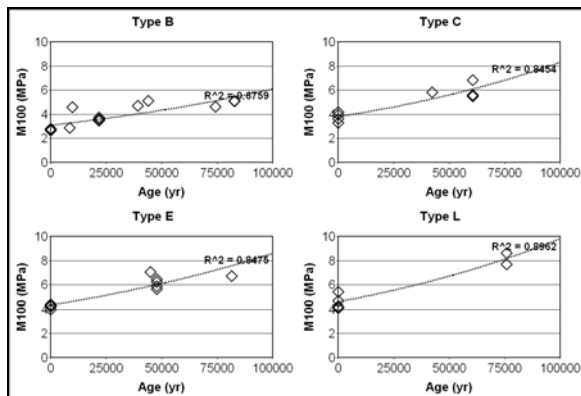 Type B
M100 (MPa)
10
8
6
4
2
0
R^2 = 0.6759
0 25000 50000 75000 100000
Age (yr)
Type C
M100 (MPa)
10
8
6
4
2
0
R^2 = 0.8454
0 25000 50000 75000 100000
Age (yr)
Type E
M100 (MPa)
10
8
6
4
2
0
R^2 = 0.8475
0 25000 50000 75000 100000
Age (yr)
Type L
M100 (MPa)
10
8
6
4
2
0
R^2 = 0.8962
0 25000 50000 75000 100000
Age (yr)